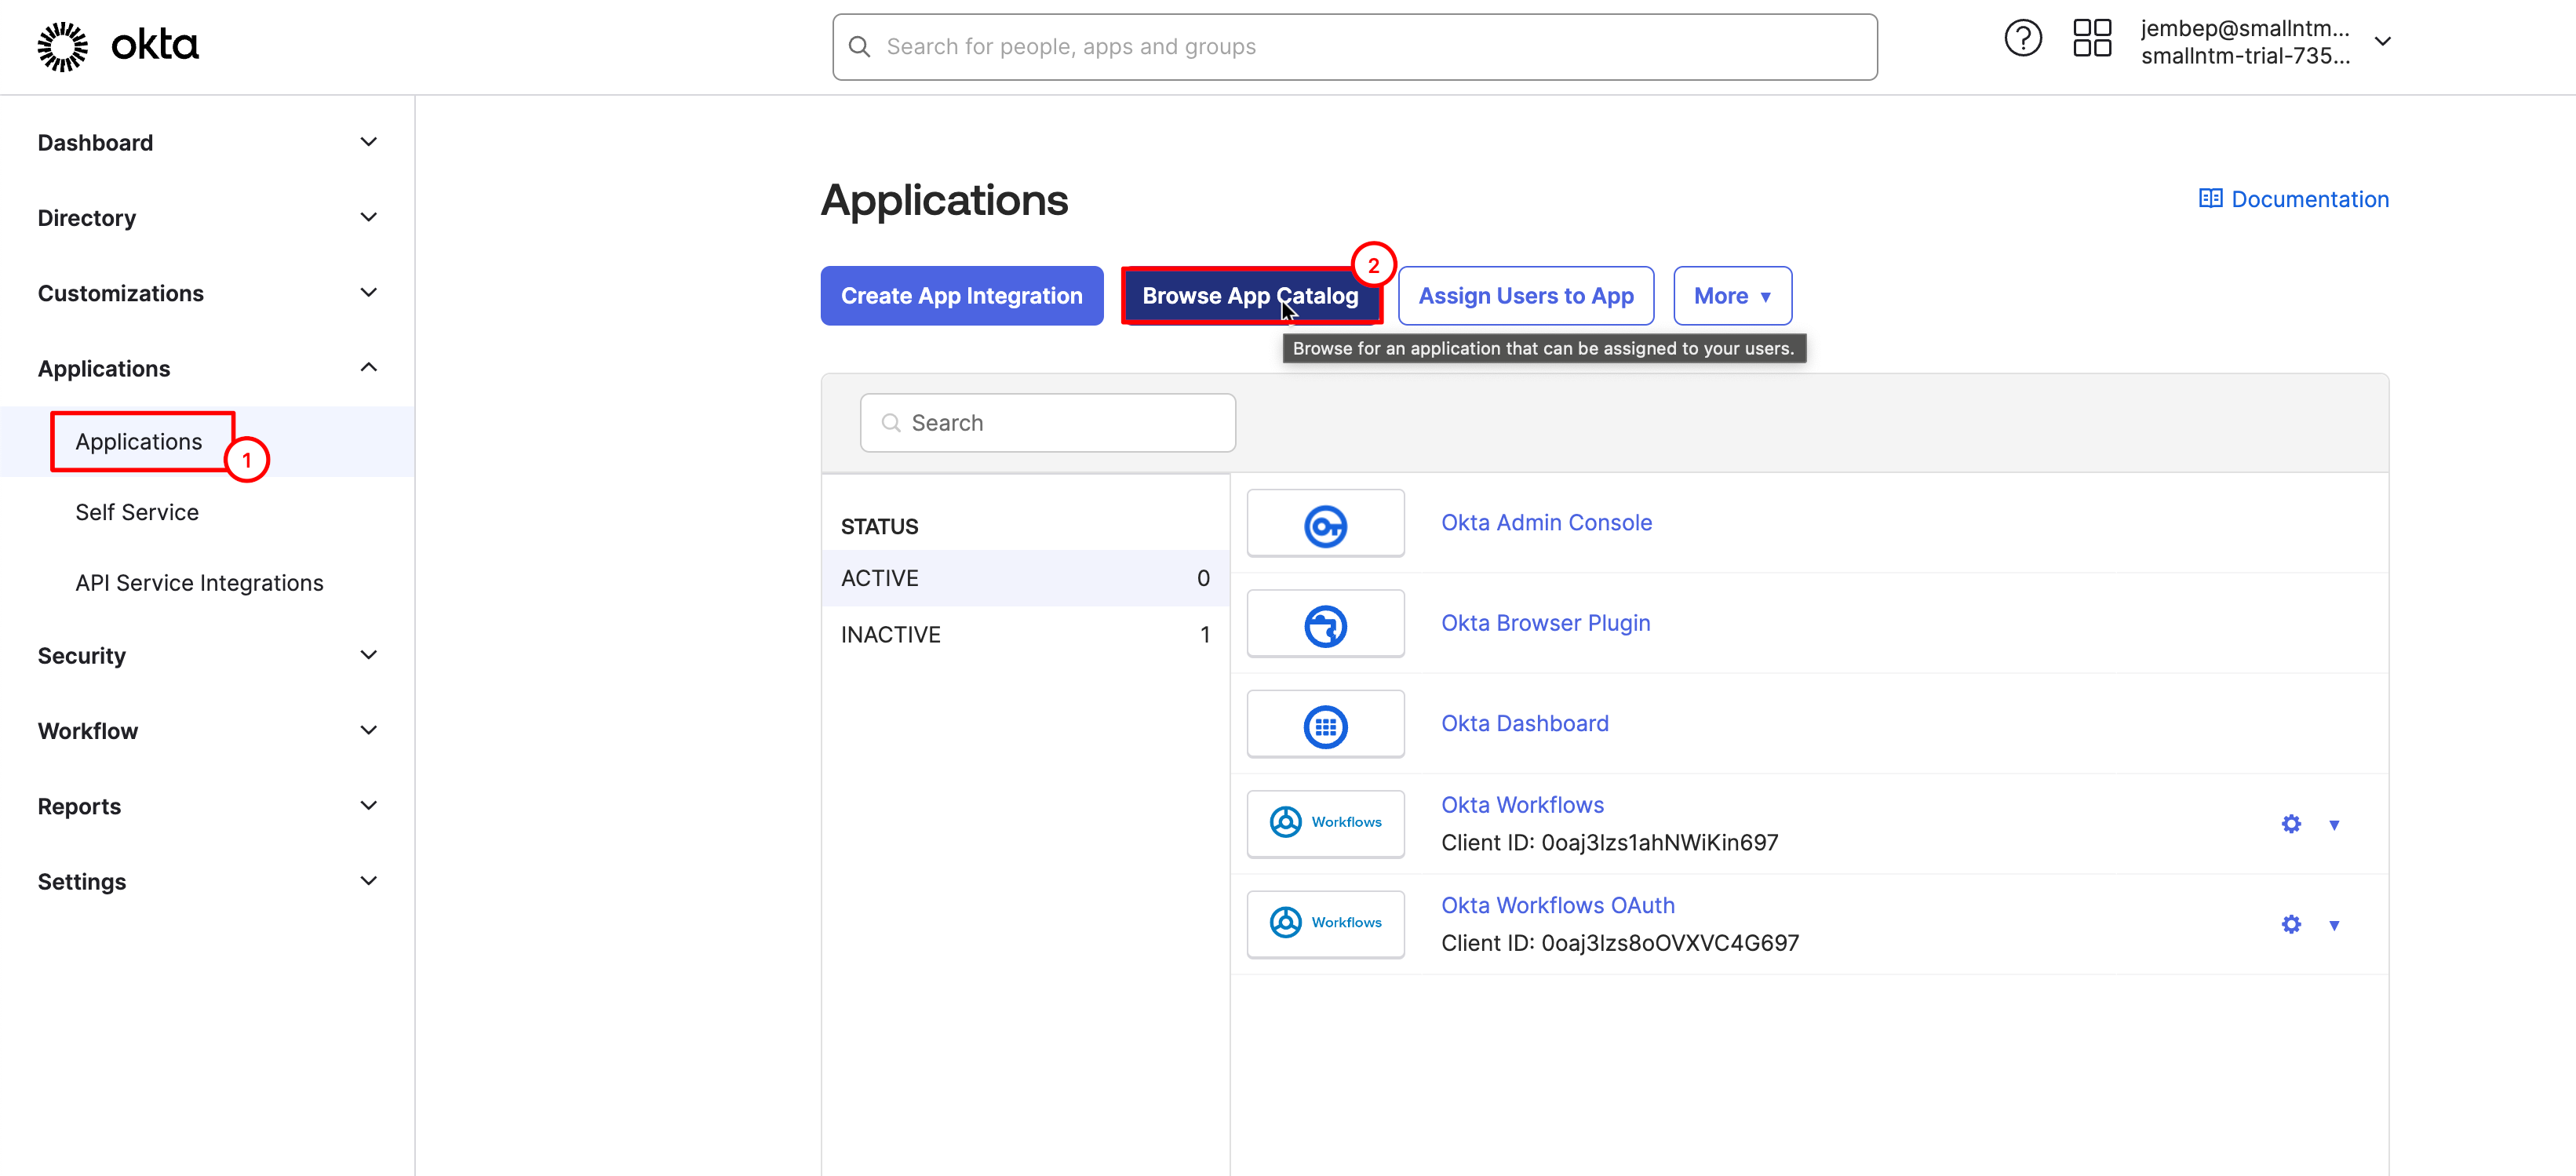 okta
Search for people, apps and groups
jembep@smallntm...
smallntm-trial-735...
Dashboard
Directory
Customizations
Applications
Applications
1
Self Service
API Service Integrations
Security
Workflow
Reports
Settings
Applications
Documentation
Create App Integration
Browse App Catalog
2
Assign Users to App
More
Browse for an application that can be assigned to your users.
Search
STATUS
ACTIVE 0
INACTIVE 1
Okta Admin Console
Okta Browser Plugin
Okta Dashboard
Workflows
Okta Workflows
Client ID: 0oaj3lzs1ahNWiKin697
Workflows
Okta Workflows OAuth
Client ID: 0oaj3lzs8oOVXVC4G697